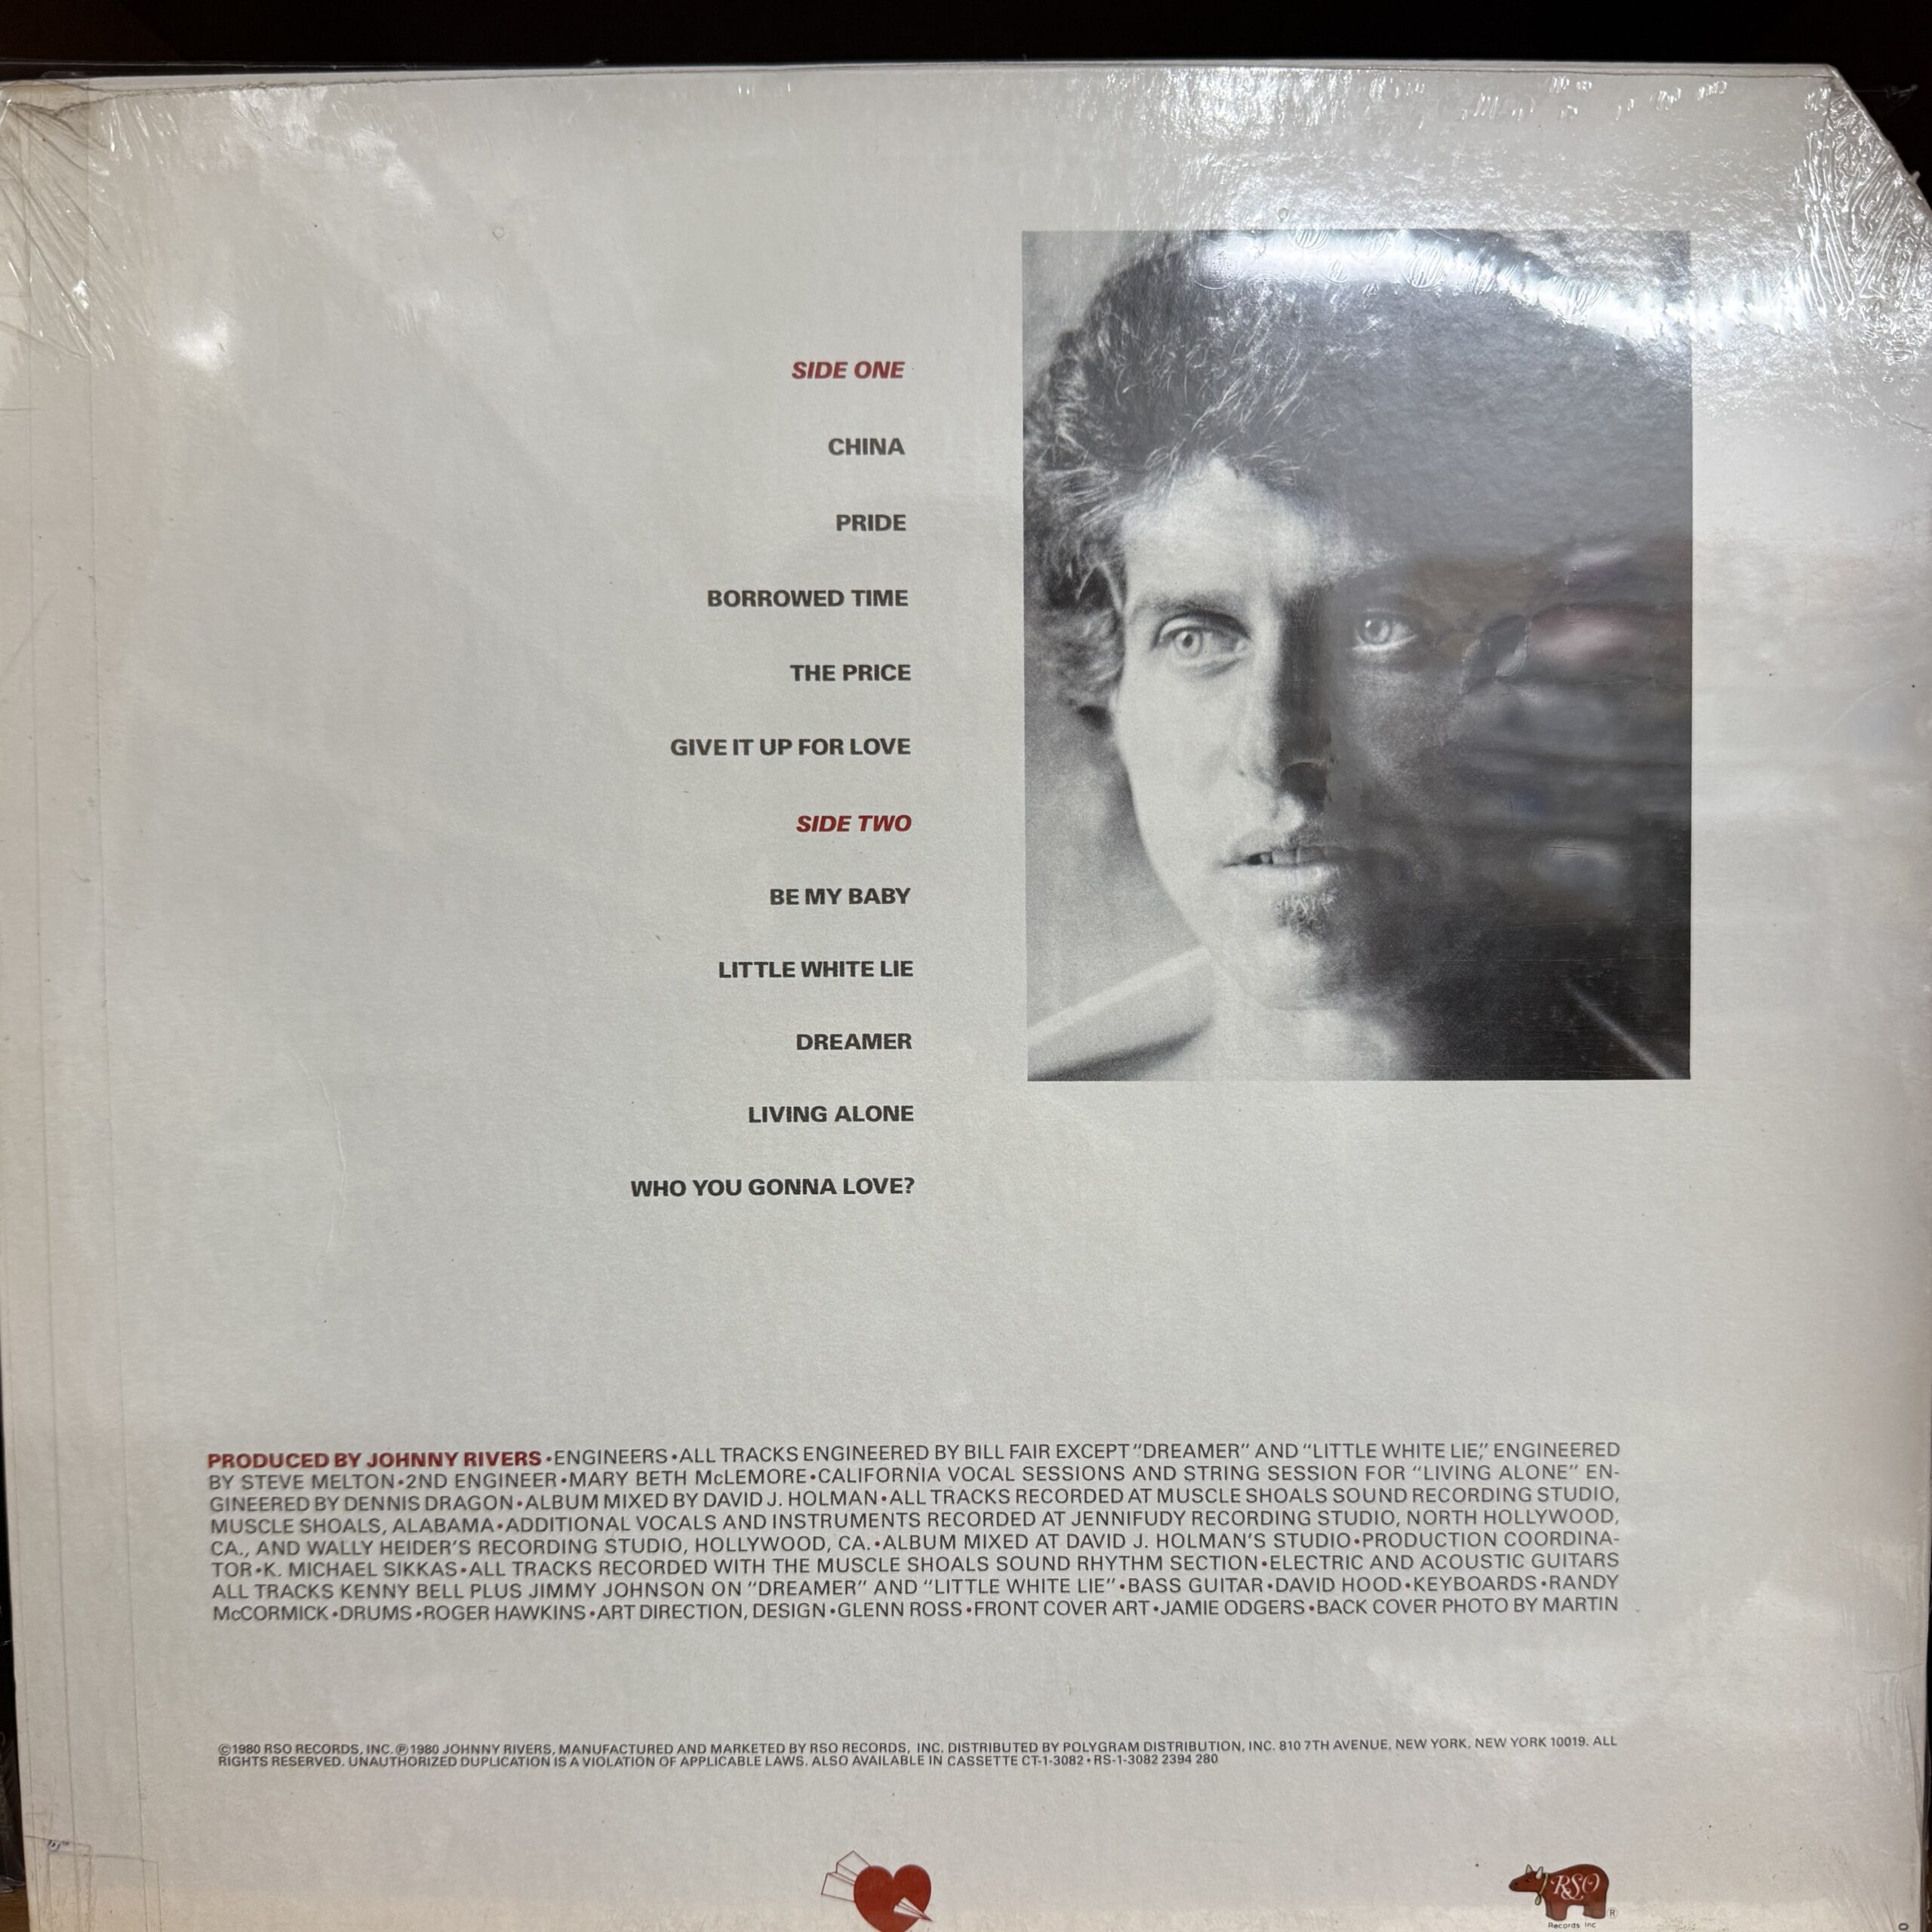 SIDE ONE
CHINA
PRIDE
BORROWED TIME
THE PRICE
GIVE IT UP FOR LOVE
SIDE TWO
BE MY BABY
LITTLE WHITE LIE
DREAMER
LIVING ALONE
WHO YOU GONNA LOVE?
PRODUCED BY JOHNNY RIVERS•ENGINEERS•ALL TRACKS ENGINEERED BY BILL FAIR EXCEPT "DREAMER" AND "LITTLE WHITE LIE," ENGINEERED
BY STEVE MELTON•2ND ENGINEER•MARY BETH McLEMORE•CALIFORNIA VOCAL SESSIONS AND STRING SESSION FOR "LIVING ALONE" EN-
GINEERED BY DENNIS DRAGON•ALBUM MIXED BY DAVID J. HOLMAN•ALL TRACKS RECORDED AT MUSCLE SHOALS SOUND RECORDING STUDIO,
MUSCLE SHOALS, ALABAMA•ADDITIONAL VOCALS AND INSTRUMENTS RECORDED AT JENNIFUDY RECORDING STUDIO, NORTH HOLLYWOOD,
CA., AND WALLY HEIDER'S RECORDING STUDIO, HOLLYWOOD, CA.•ALBUM MIXED AT DAVID J. HOLMAN'S STUDIO•PRODUCTION COORDINA-
TOR•K. MICHAEL SIKKAS•ALL TRACKS RECORDED WITH THE MUSCLE SHOALS SOUND RHYTHM SECTION•ELECTRIC AND ACOUSTIC GUITARS
ALL TRACKS KENNY BELL PLUS JIMMY JOHNSON ON "DREAMER" AND "LITTLE WHITE LIE"•BASS GUITAR•DAVID HOOD•KEYBOARDS•RANDY
McCORMICK•DRUMS•ROGER HAWKINS•ART DIRECTION, DESIGN•GLENN ROSS•FRONT COVER ART•JAMIE ODGERS•BACK COVER PHOTO BY MARTIN
©1980 RSO RECORDS, INC. ℗1980 JOHNNY RIVERS, MANUFACTURED AND MARKETED BY RSO RECORDS, INC. DISTRIBUTED BY POLYGRAM DISTRIBUTION, INC. 810 7TH AVENUE, NEW YORK, NEW YORK 10019. ALL
RIGHTS RESERVED. UNAUTHORIZED DUPLICATION IS A VIOLATION OF APPLICABLE LAWS. ALSO AVAILABLE IN CASSETTE CT-1-3082•RS-1-3082 2394 280
RSO
®
Records Inc